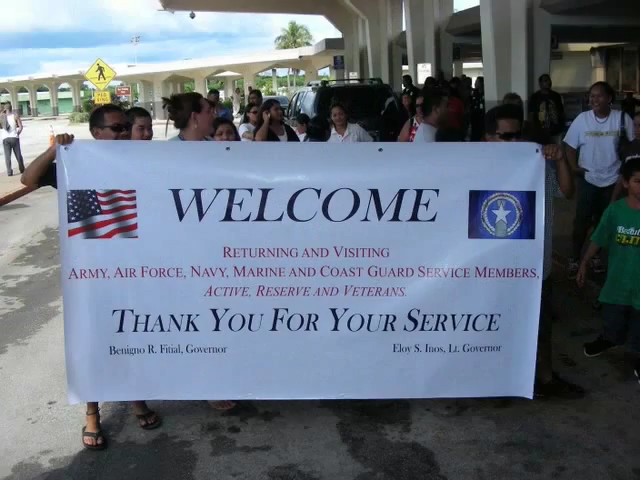 WELCOME
RETURNING AND VISITING
ARMY, AIR FORCE, NAVY, MARINE AND COAST GUARD SERVICE MEMBERS,
ACTIVE, RESERVE AND VETERANS.
THANK YOU FOR YOUR SERVICE
Benigno R. Fitial, Governor
Eloy S. Inos, Lt. Governor